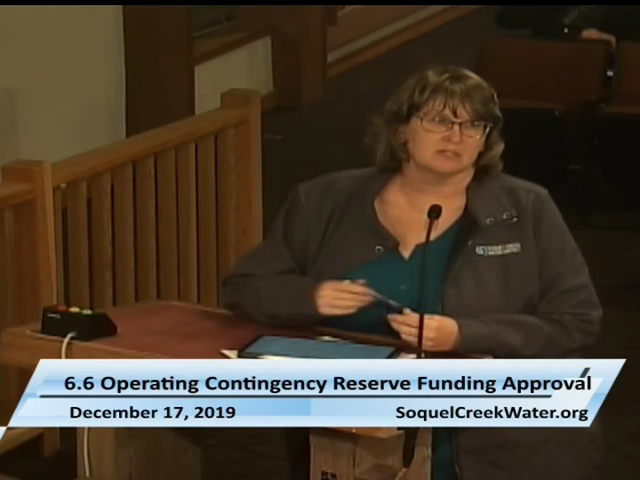 6.6 Operating Contingency Reserve Funding Approval
December 17, 2019 SoquelCreekWater.org